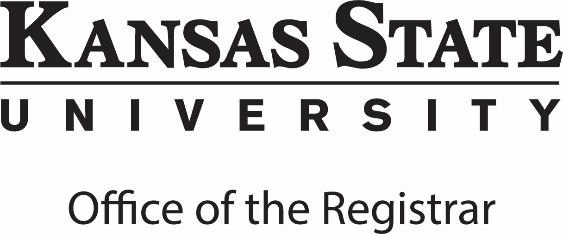 KANSAS STATE
UNIVERSITY
Office of the Registrar